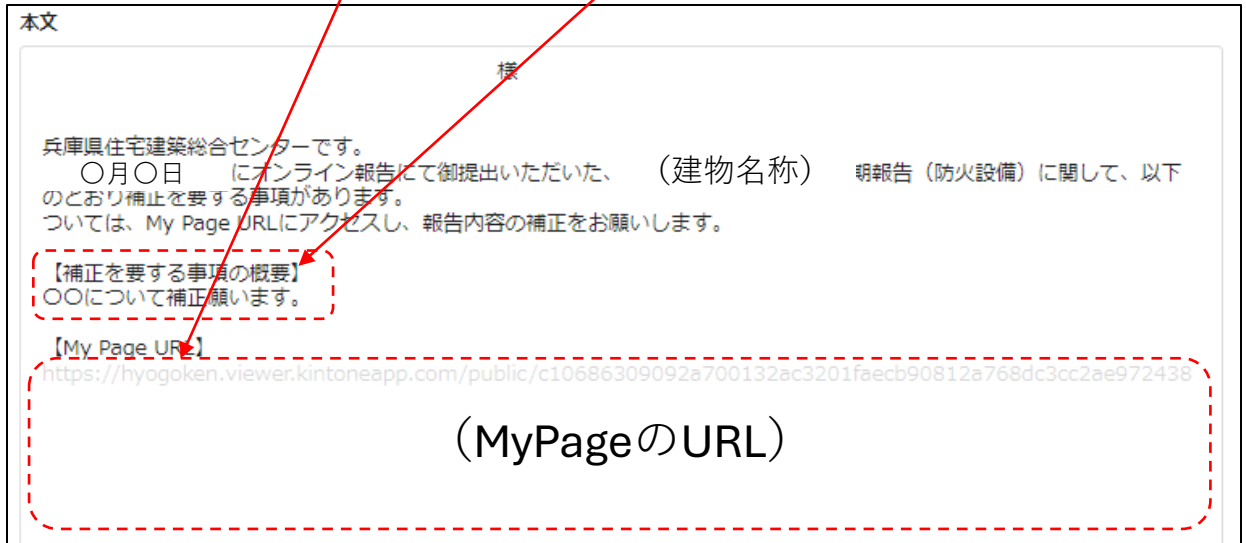 本文
様
兵庫県住宅建築総合センターです。
〇月〇日 にオンライン報告にて御提出いただいた、 （建物名称） 期報告（防火設備）に関して、以下
のとおり補正を要する事項があります。
ついては、My Page URLにアクセスし、報告内容の補正をお願いします。
【補正を要する事項の概要】
〇〇について補正願います。
【My Page URL】
https://hyogoken.viewer.kintoneapp.com/public/c10686309092a700132ac3201faecb90812a768dc3cc2ae972438
（MyPageのURL）